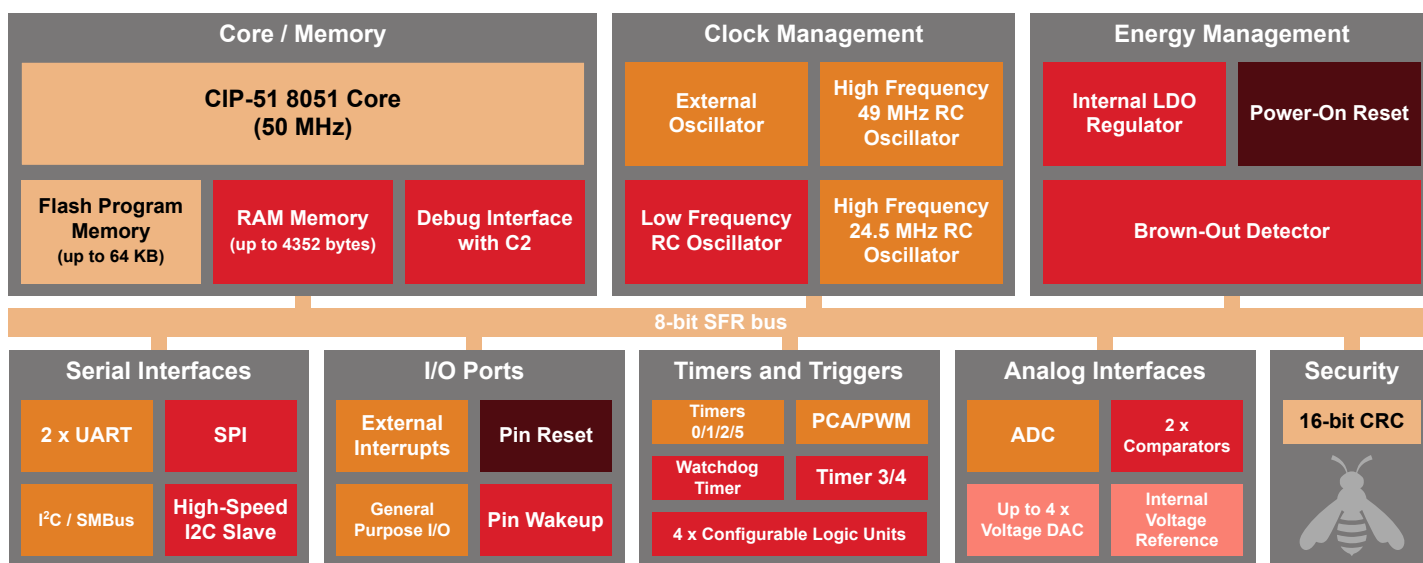 Core / Memory
CIP-51 8051 Core
(50 MHz)
Flash Program
Memory
(up to 64 KB)
RAM Memory
(up to 4352 bytes)
Debug Interface
with C2
Clock Management
External
Oscillator
High Frequency
49 MHz RC
Oscillator
Low Frequency
RC Oscillator
High Frequency
24.5 MHz RC
Oscillator
Energy Management
Internal LDO
Regulator
Power-On Reset
Brown-Out Detector
8-bit SFR bus
Serial Interfaces
2 x UART
SPI
I²C / SMBus
High-Speed
I2C Slave
I/O Ports
External
Interrupts
Pin Reset
General
Purpose I/O
Pin Wakeup
Timers and Triggers
Timers
0/1/2/5
PCA/PWM
Watchdog
Timer
Timer 3/4
4 x Configurable Logic Units
Analog Interfaces
ADC
2 x
Comparators
Up to 4 x
Voltage DAC
Internal
Voltage
Reference
Security
16-bit CRC